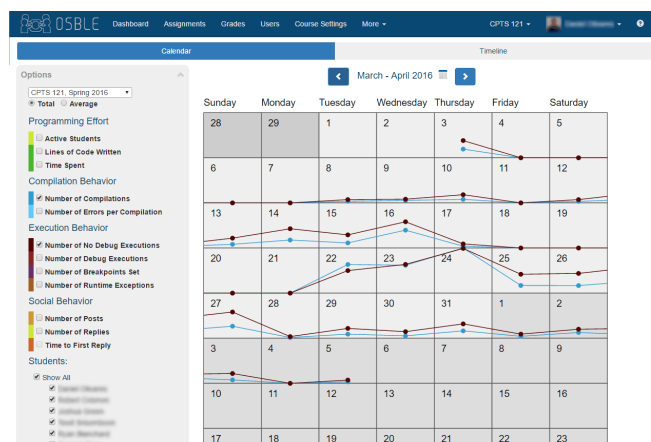 OSBLE Dashboard Assignments Grades Users Course Settings More CPTS 121
Calendar Timeline
Options
CPTS 121, Spring 2016
Total Average
Programming Effort
Active Students
Lines of Code Written
Time Spent
Compilation Behavior
Number of Compilations
Number of Errors per Compilation
Execution Behavior
Number of No Debug Executions
Number of Debug Executions
Number of Breakpoints Set
Number of Runtime Exceptions
Social Behavior
Number of Posts
Number of Replies
Time to First Reply
Students:
Show All
March - April 2016
Sunday Monday Tuesday Wednesday Thursday Friday Saturday
28 29 1 2 3 4 5
6 7 8 9 10 11 12
13 14 15 16 17 18 19
20 21 22 23 24 25 26
27 28 29 30 31 1 2
3 4 5 6 7 8 9
10 11 12 13 14 15 16
17 18 19 20 21 22 23